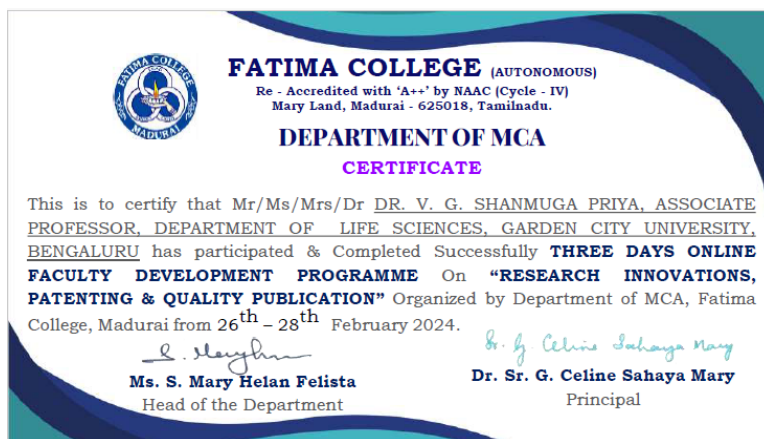 FATIMA COLLEGE
MADURAI
FATIMA COLLEGE (AUTONOMOUS)
Re - Accredited with ‘A++’ by NAAC (Cycle - IV)
Mary Land, Madurai - 625018, Tamilnadu.
DEPARTMENT OF MCA
CERTIFICATE
This is to certify that Mr/Ms/Mrs/Dr DR. V. G. SHANMUGA PRIYA, ASSOCIATE
PROFESSOR, DEPARTMENT OF LIFE SCIENCES, GARDEN CITY UNIVERSITY,
BENGALURU has participated & Completed Successfully THREE DAYS ONLINE
FACULTY DEVELOPMENT PROGRAMME On “RESEARCH INNOVATIONS,
PATENTING & QUALITY PUBLICATION” Organized by Department of MCA, Fatima
College, Madurai from 26th – 28th February 2024.
Sr. G. Celine Sahaya Mary
Ms. S. Mary Helan Felista
Head of the Department
Dr. Sr. G. Celine Sahaya Mary
Principal